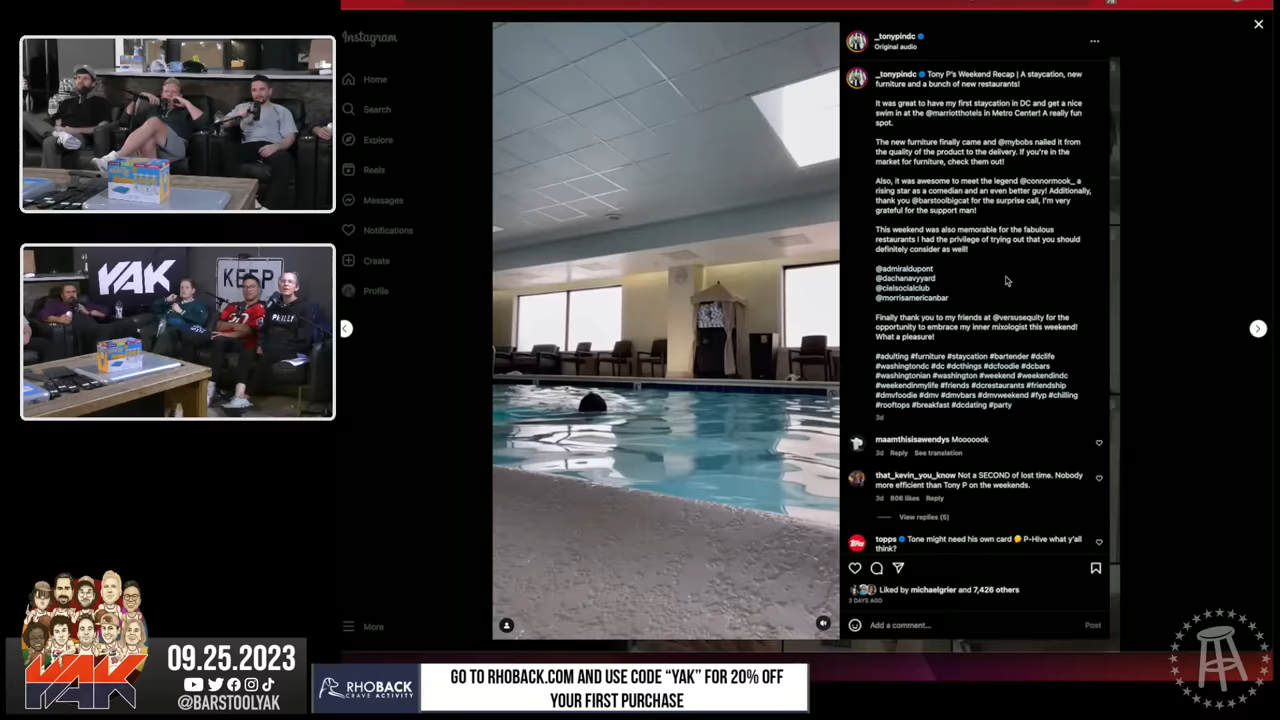 Instagram
Home
Search
Explore
Reels
Messages
Notifications
Create
Profile
More
_tonypindc
Original audio
_tonypindc Tony P's Weekend Recap | A staycation, new
furniture and a bunch of new restaurants!
It was great to have my first staycation in DC and get a nice
swim in at the @marriotthotels in Metro Center! A really fun
spot.
The new furniture finally came and @mybobs nailed it from
the quality of the product to the delivery. If you're in the
market for furniture, check them out!
Also, it was awesome to meet the legend @connormook_ a
rising star as a comedian and an even better guy! Additionally,
thank you @barstoolbigcat for the surprise call, I'm very
grateful for the support man!
This weekend was also memorable for the fabulous
restaurants I had the privilege of trying out that you should
definitely consider as well!
@admiraldupont
@dachanavyyard
@cielsocialclub
@morrisamericanbar
Finally thank you to my friends at @versusequity for the
opportunity to embrace my inner mixologist this weekend!
What a pleasure!
#adulting #furniture #staycation #bartender #dclife
#washingtondc #dc #dcthings #dcfoodie #dcbars
#washingtonian #washington #weekend #weekendindc
#weekendinmylife #friends #dcrestaurants #friendship
#dmvfoodie #dmv #dmvbars #dmvweekend #fyp #chilling
#rooftops #breakfast #dcdating #party
3d
maamthisisawendys Mooooook
3d Reply See translation
that_kevin_you_know Not a SECOND of lost time. Nobody
more efficient than Tony P on the weekends.
3d 806 likes Reply
View replies (5)
topps Tone might need his own card P-Hive what y'all
think?
Liked by michaelgrier and 7,426 others
3 DAYS AGO
Add a comment... Post
YAK
KEEP
PHILLY
YAK
09.25.2023
@BARSTOOLYAK
RHOBACK
CRAVE ACTIVITY
GO TO RHOBACK.COM AND USE CODE “YAK” FOR 20% OFF
YOUR FIRST PURCHASE